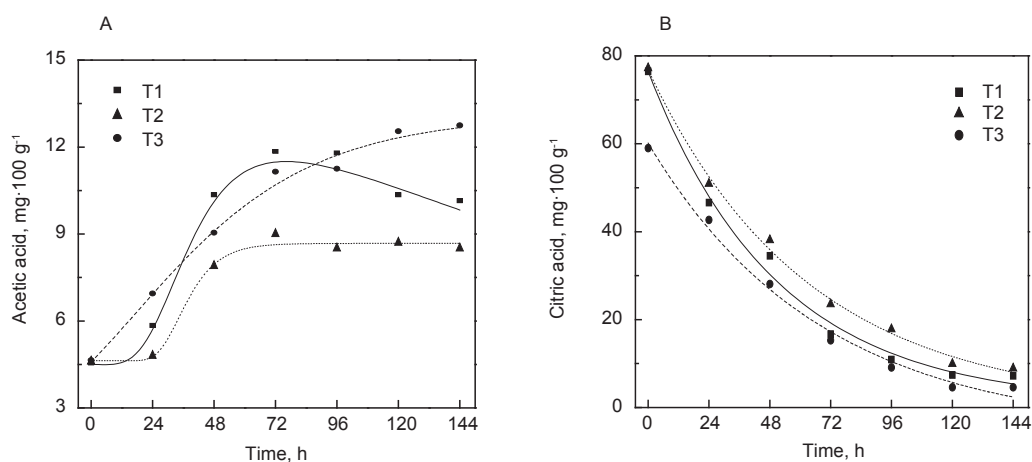 A
Acetic acid, mg·100 g⁻¹
15
12
9
6
3
T1
T2
T3
0 24 48 72 96 120 144
Time, h
B
Citric acid, mg·100 g⁻¹
80
60
40
20
0
T1
T2
T3
0 24 48 72 96 120 144
Time, h